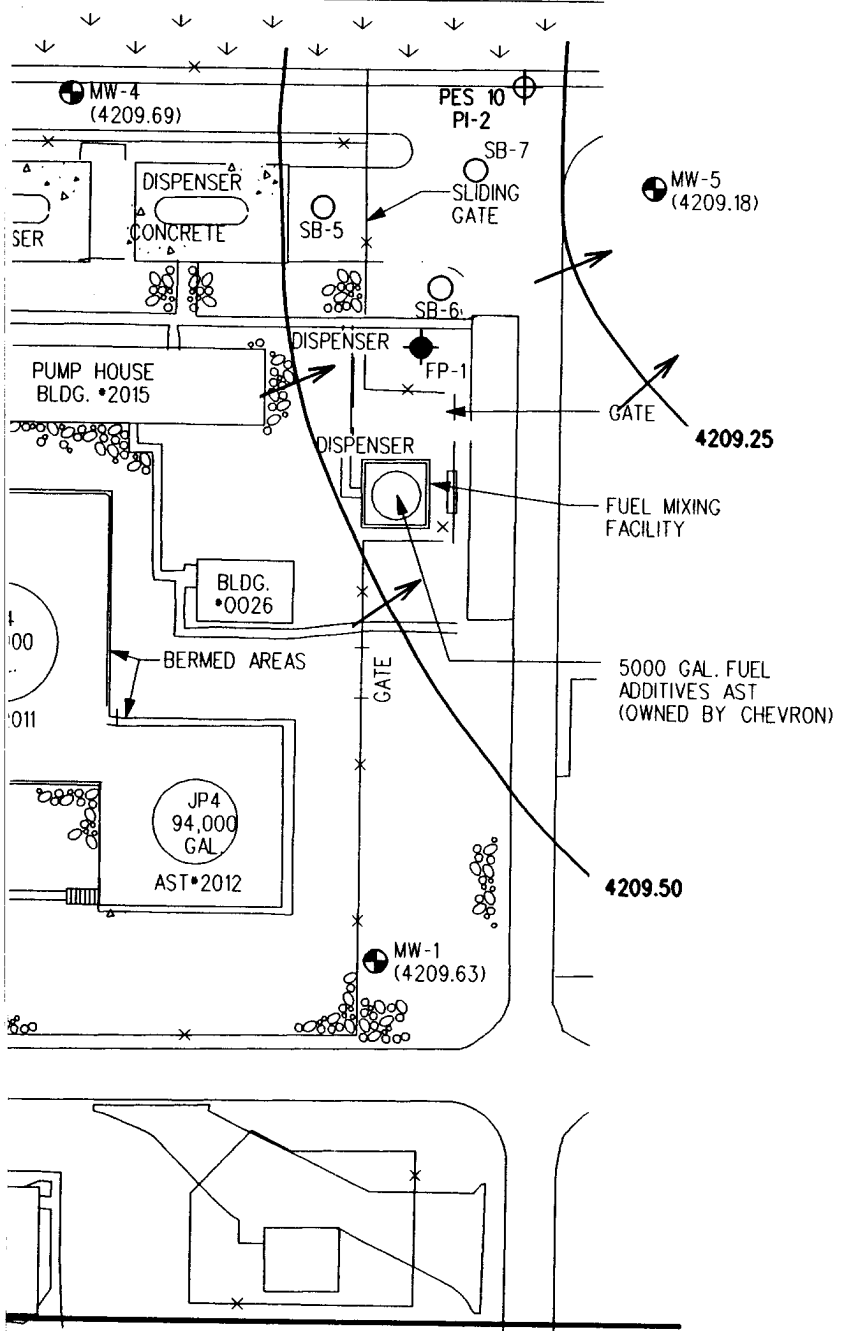 MW-4
(4209.69)
PES 10
PI-2
SB-7
MW-5
(4209.18)
DISPENSER
SLIDING
GATE
SB-5
CONCRETE
SER
SB-6
DISPENSER
FP-1
PUMP HOUSE
BLDG. #2015
GATE
4209.25
DISPENSER
FUEL MIXING
FACILITY
BLDG.
#0026
4
000
2011
BERMED AREAS
GATE
5000 GAL. FUEL
ADDITIVES AST
(OWNED BY CHEVRON)
JP4
94,000
GAL.
AST#2012
4209.50
MW-1
(4209.63)